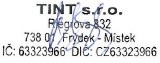 TINT s.r.o.
Riegrova 832
738 01 Frýdek - Místek
IČ: 63323966 DIČ: CZ63323966